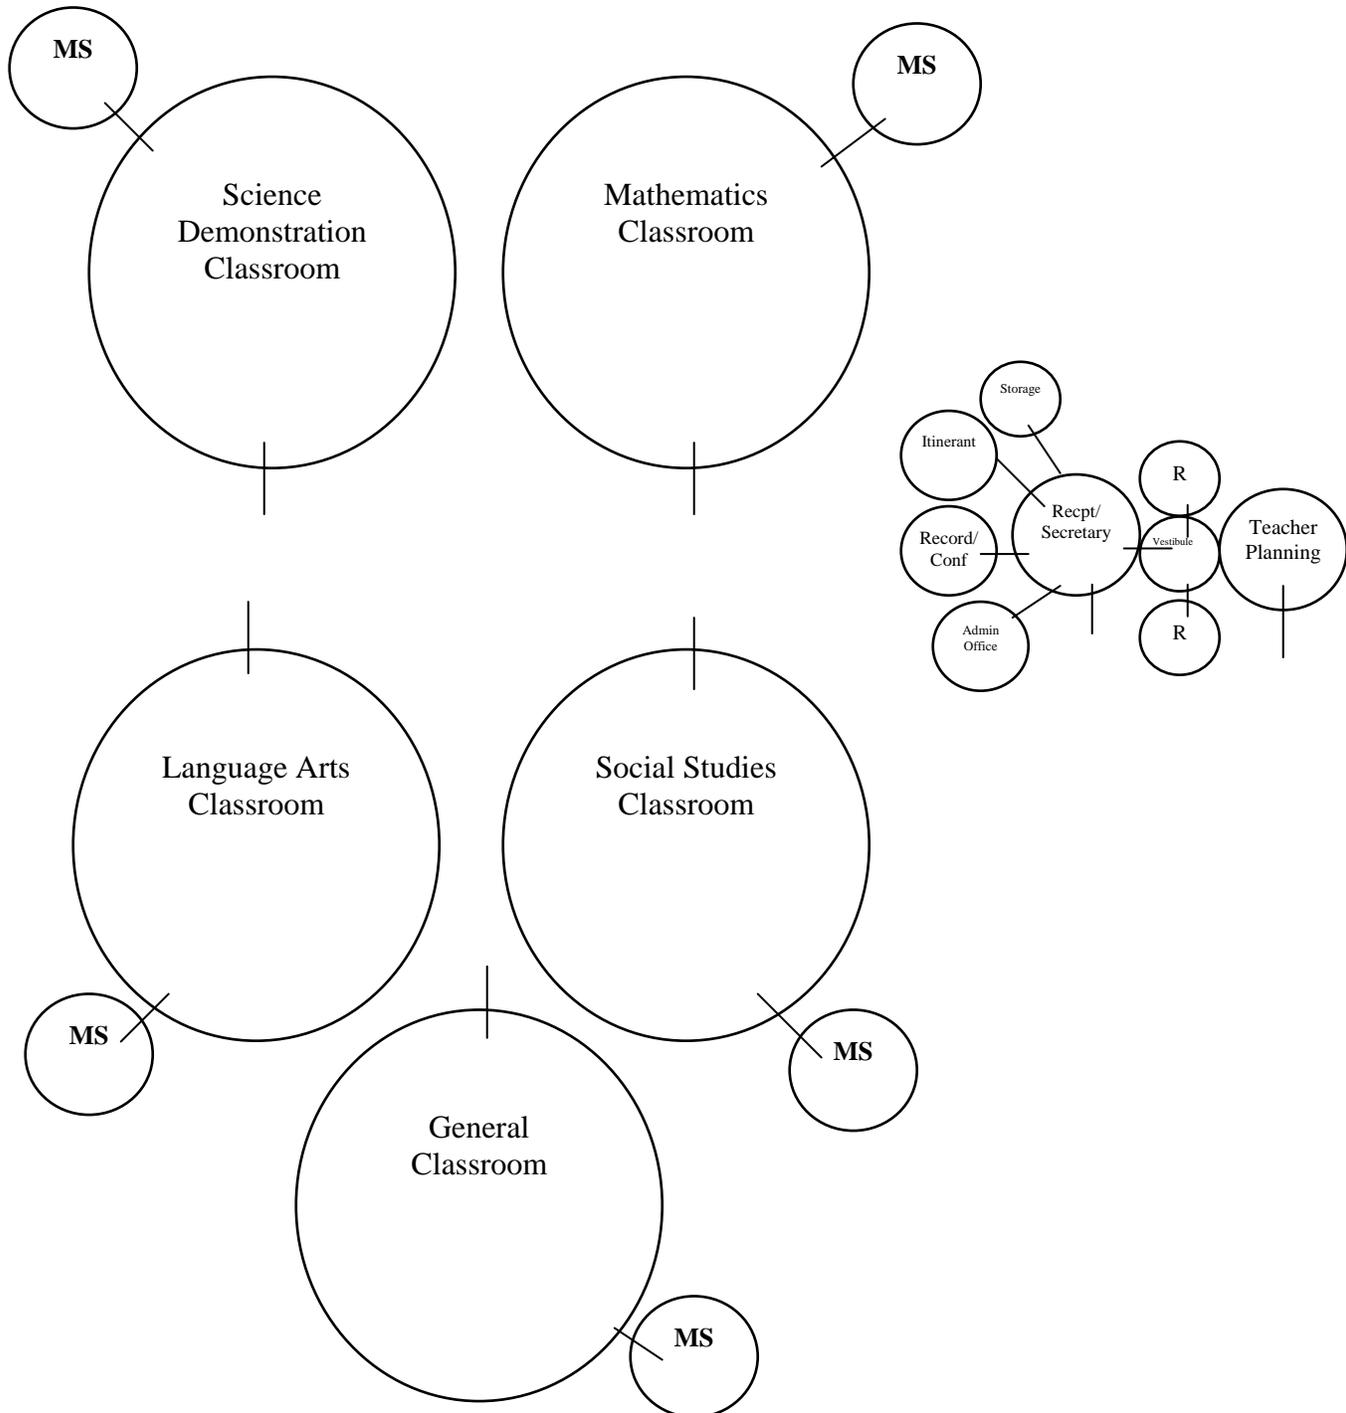 MS
MS
Science
Demonstration
Classroom
Mathematics
Classroom
Storage
Itinerant
R
Recpt/
Secretary
Record/
Conf
Vestibule
Teacher
Planning
Admin
Office
R
Language Arts
Classroom
Social Studies
Classroom
MS
MS
General
Classroom
MS